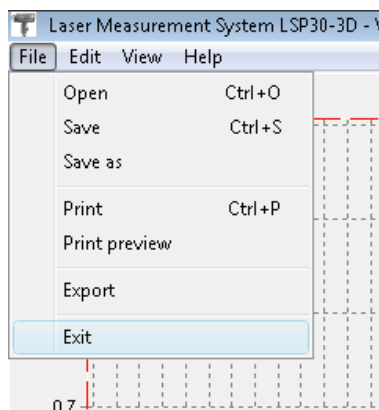 Laser Measurement System LSP30-3D -
File Edit View Help
Open Ctrl+O
Save Ctrl+S
Save as
Print Ctrl+P
Print preview
Export
Exit
0.7